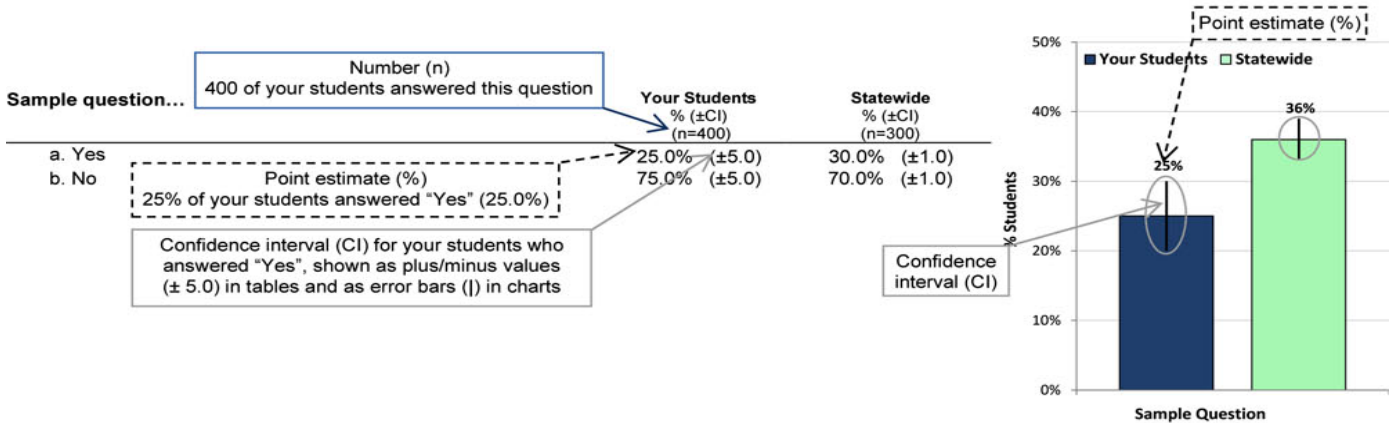 Number (n)
400 of your students answered this question
Sample question…
Your Students
% (±CI)
(n=400)
Statewide
% (±CI)
(n=300)
a. Yes
25.0% (±5.0)
30.0% (±1.0)
b. No
75.0% (±5.0)
70.0% (±1.0)
Point estimate (%)
25% of your students answered “Yes” (25.0%)
Confidence interval (CI) for your students who
answered “Yes”, shown as plus/minus values
(± 5.0) in tables and as error bars (|) in charts
Point estimate (%)
50%
40%
30%
20%
10%
0%
Your Students
Statewide
25%
36%
% Students
Confidence
interval (CI)
Sample Question